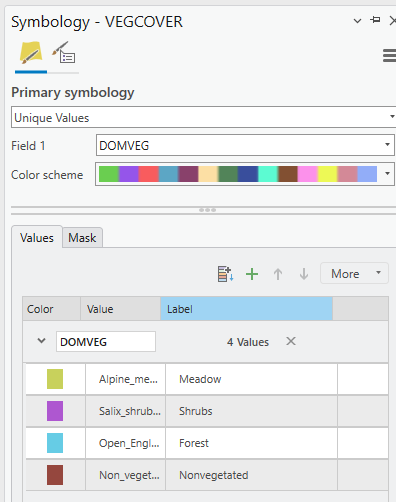 Symbology - VEGCOVER
Primary symbology
Unique Values
Field 1 DOMVEG
Color scheme
Values Mask
More
Color Value Label
DOMVEG 4 Values
Alpine_me... Meadow
Salix_shrub... Shrubs
Open_Engl... Forest
Non_veget... Nonvegetated